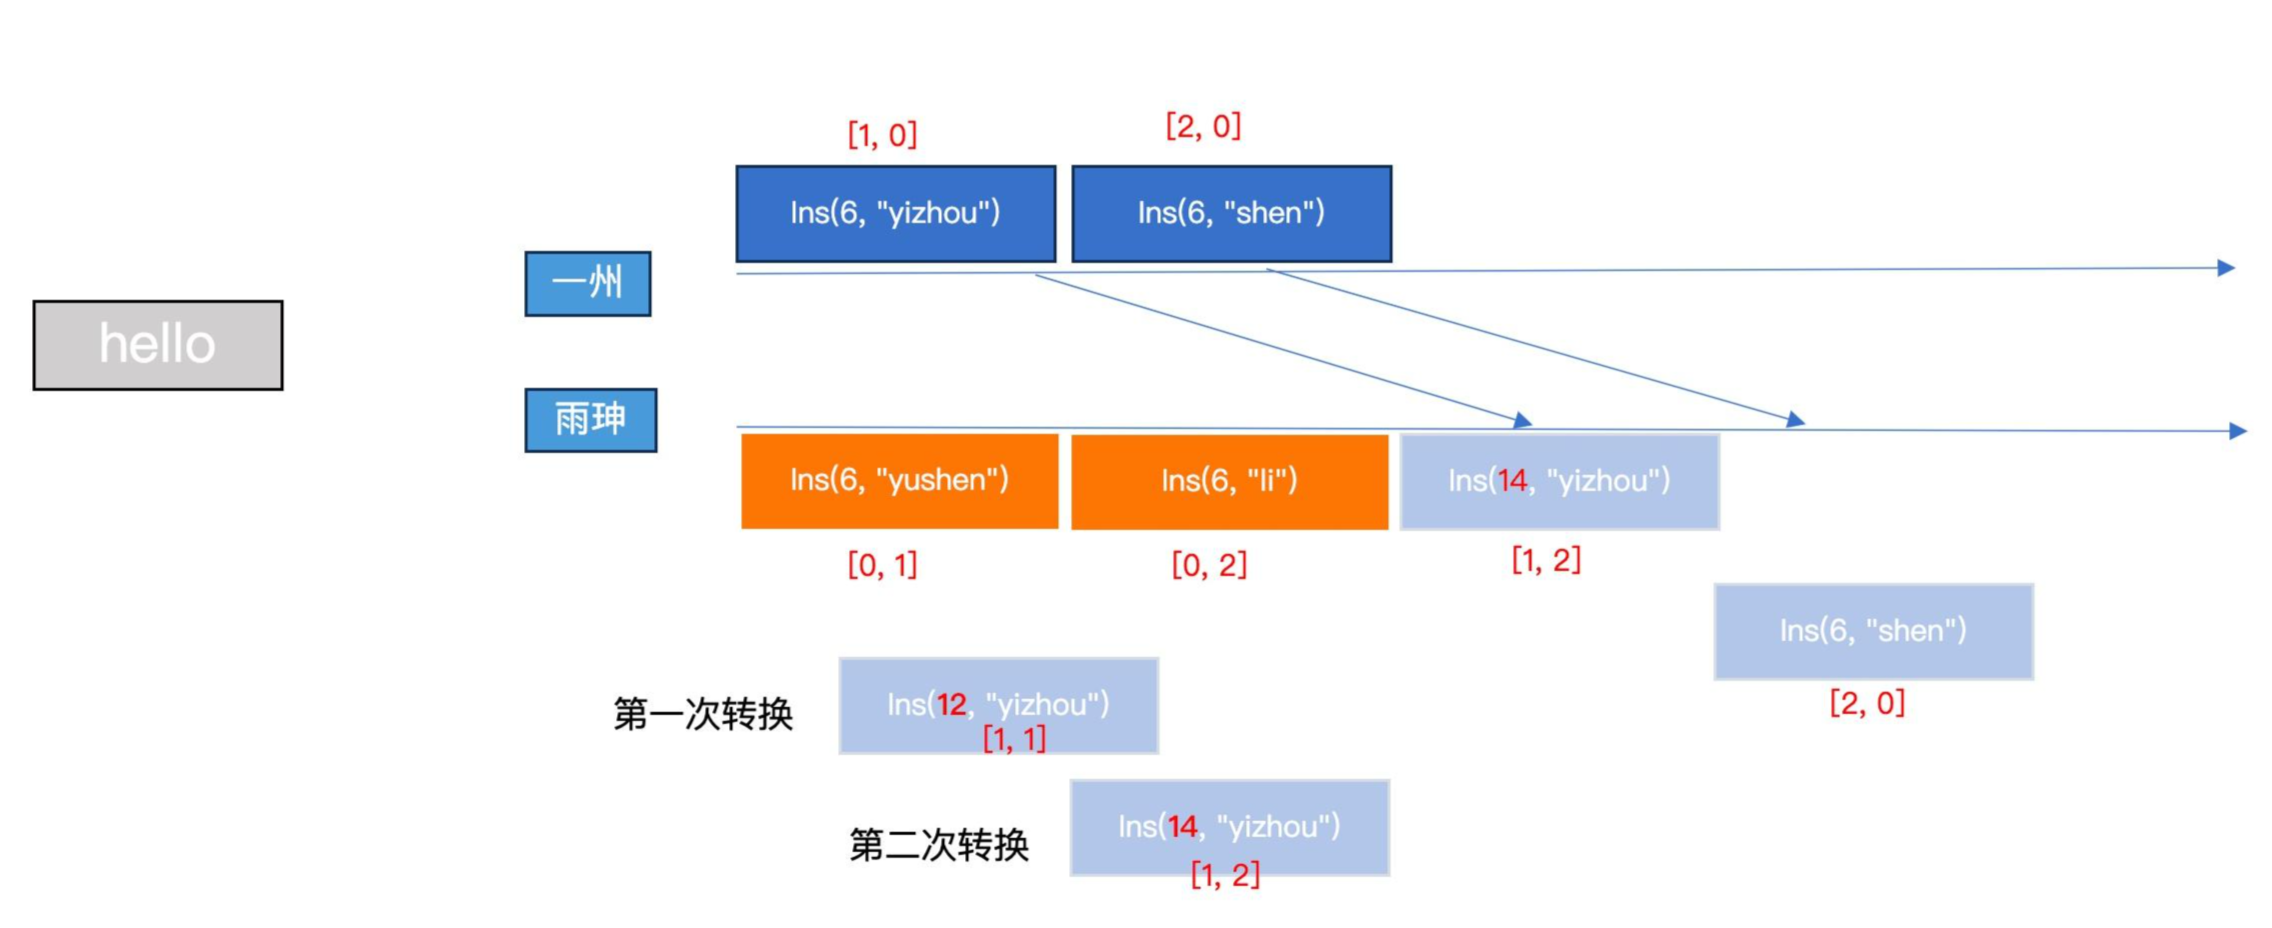 [1, 0]
[2, 0]
Ins(6, "yizhou")
Ins(6, "shen")
一州
hello
雨珅
Ins(6, "yushen")
Ins(6, "li")
Ins(14, "yizhou")
[0, 1]
[0, 2]
[1, 2]
Ins(6, "shen")
[2, 0]
第一次转换
Ins(12, "yizhou")
[1, 1]
第二次转换
Ins(14, "yizhou")
[1, 2]